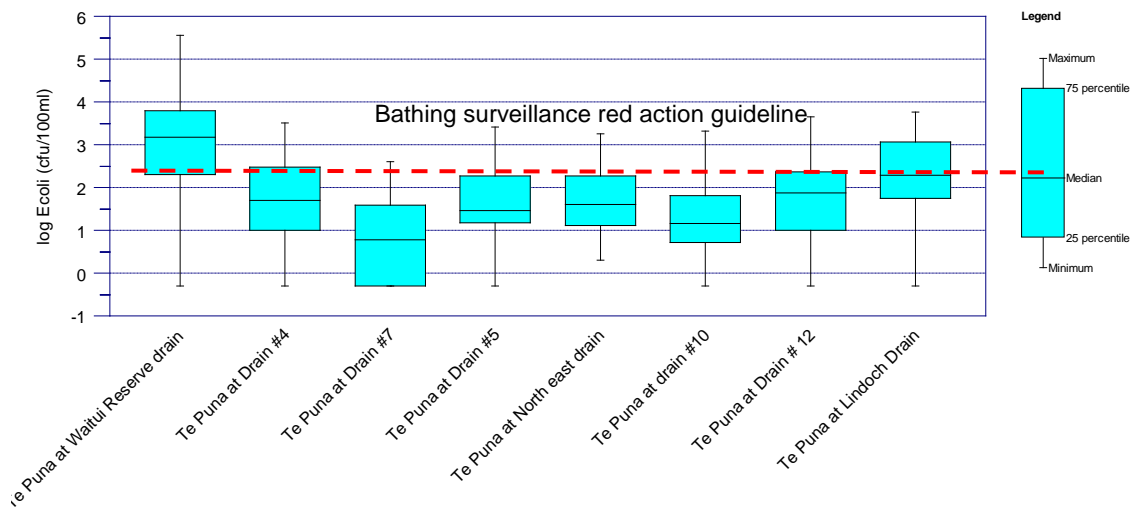 6
5
4
3
2
1
0
-1
log Ecoli (cfu/100ml)
Bathing surveillance red action guideline
Te Puna at Waitui Reserve drain
Te Puna at Drain #4
Te Puna at Drain #7
Te Puna at Drain #5
Te Puna at North east drain
Te Puna at drain #10
Te Puna at Drain # 12
Te Puna at Lindoch Drain
Legend
Maximum
75 percentile
Median
25 percentile
Minimum